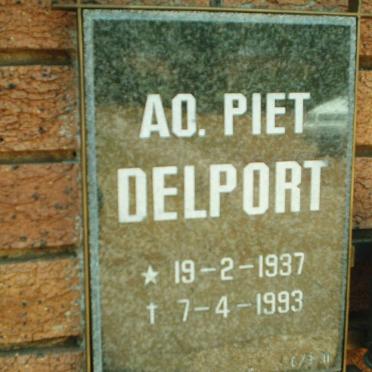 AO. PIET
DELPORT
★ 19-2-1937
† 7-4-1993